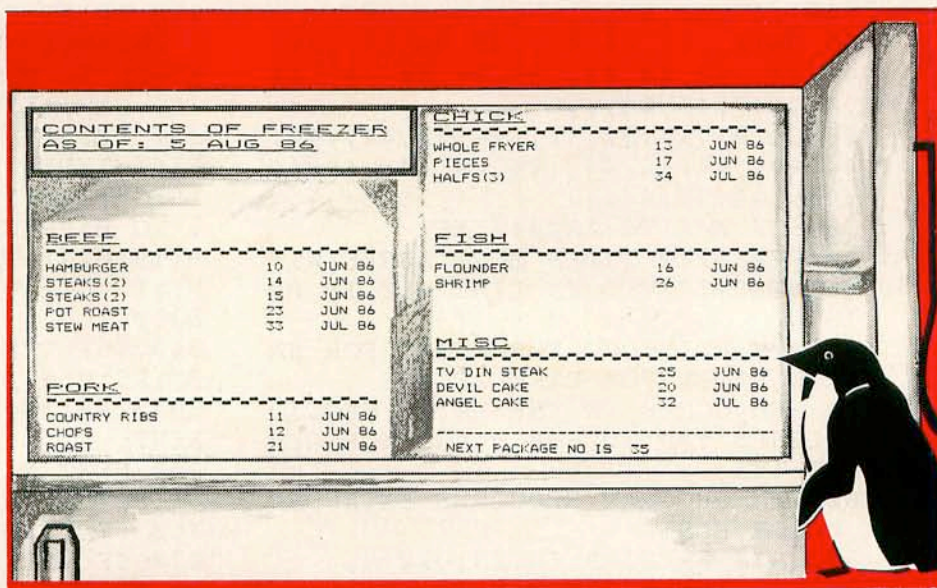 CONTENTS OF FREEZER
AS OF: 5 AUG 86
BEEF
HAMBURGER 10 JUN 86
STEAKS(2) 14 JUN 86
STEAKS(2) 15 JUN 86
POT ROAST 23 JUN 86
STEW MEAT 33 JUL 86
PORK
COUNTRY RIBS 11 JUN 86
CHOPS 12 JUN 86
ROAST 21 JUN 86
CHICK
WHOLE FRYER 13 JUN 86
PIECES 17 JUN 86
HALFS(3) 34 JUL 86
FISH
FLOUNDER 16 JUN 86
SHRIMP 26 JUN 86
MISC
TV DIN STEAK 25 JUN 86
DEVIL CAKE 20 JUN 86
ANGEL CAKE 32 JUL 86
NEXT PACKAGE NO IS 35